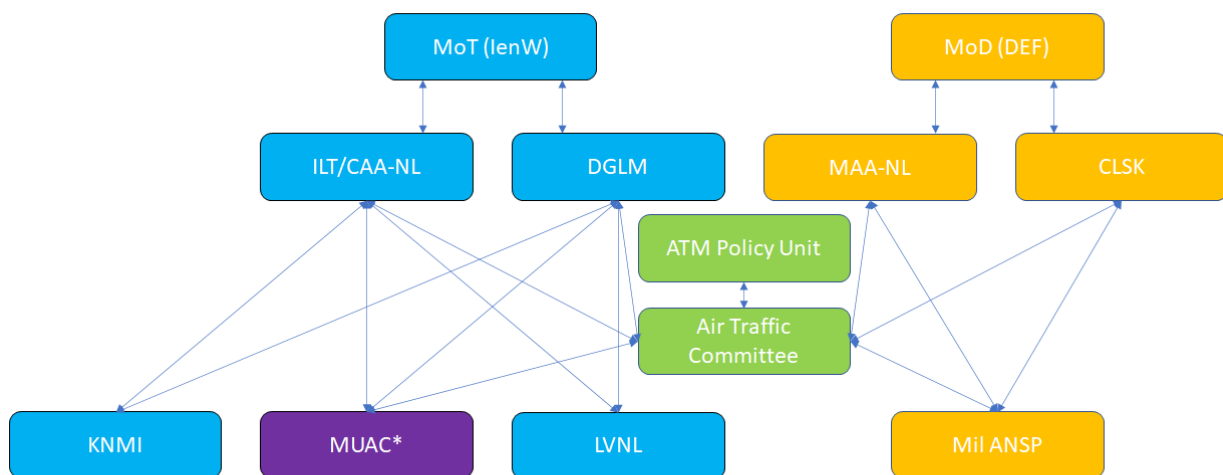 MoT (IenW)
MoD (DEF)
ILT/CAA-NL
DGLM
MAA-NL
CLSK
ATM Policy Unit
Air Traffic
Committee
KNMI
MUAC*
LVNL
Mil ANSP